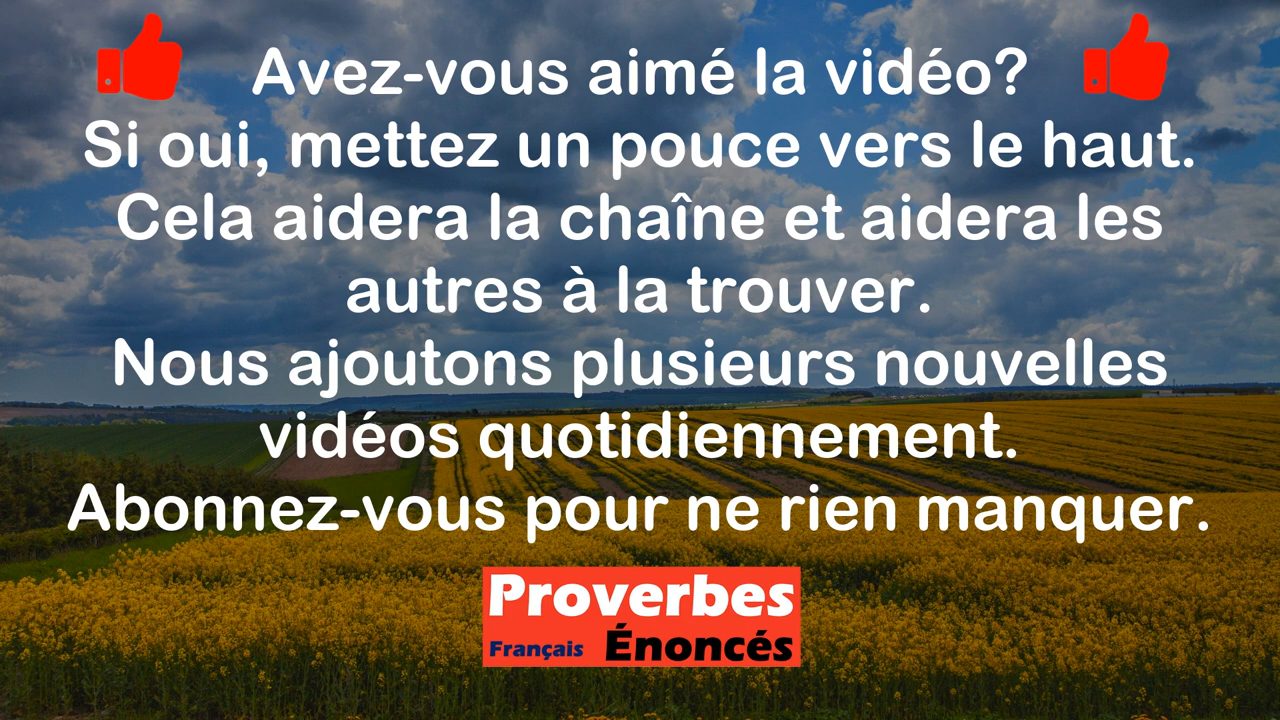 Avez-vous aimé la vidéo?
Si oui, mettez un pouce vers le haut.
Cela aidera la chaîne et aidera les
autres à la trouver.
Nous ajoutons plusieurs nouvelles
vidéos quotidiennement.
Abonnez-vous pour ne rien manquer.
Proverbes
Français Énoncés